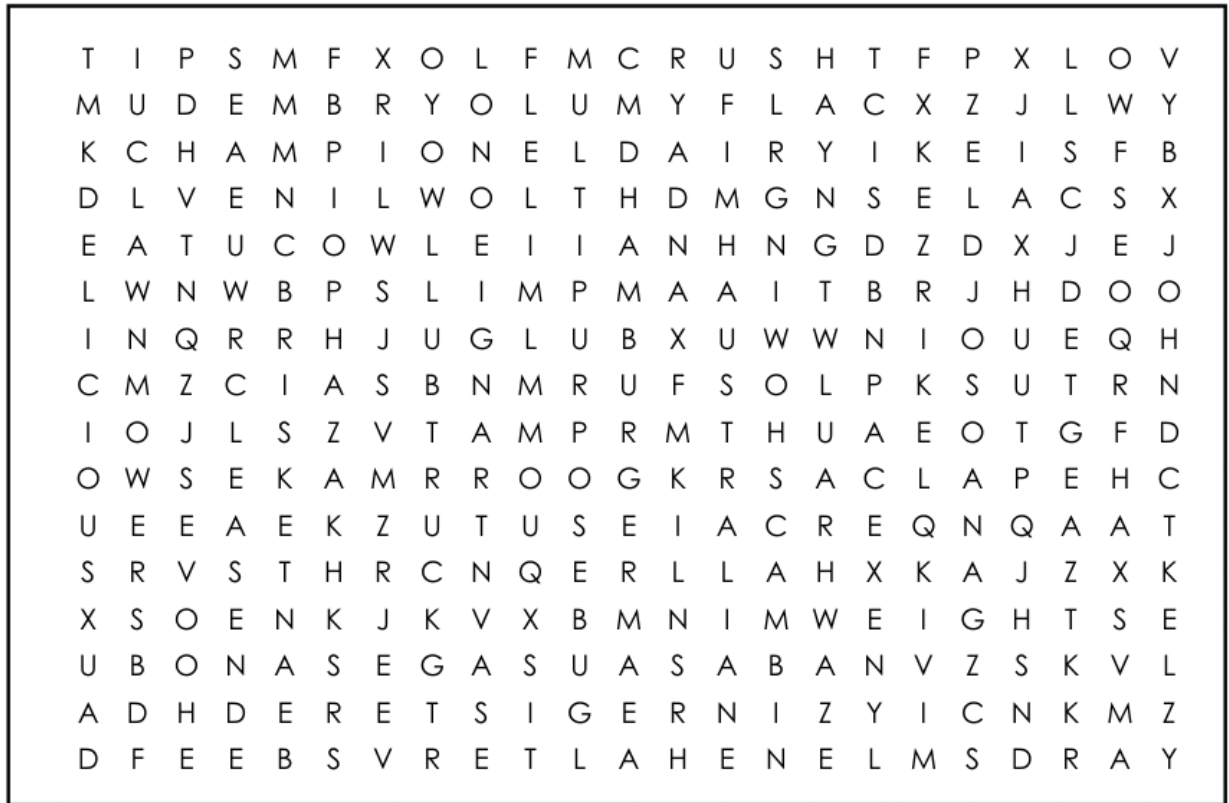 T I P S M F X O L F M C R U S H T F P X L O V
M U D E M B R Y O L U M Y F L A C X Z J L W Y
K C H A M P I O N E L D A I R Y I K E I S F B
D L V E N I L W O L T H D M G N S E L A C S X
E A T U C O W L E I I A N H N G D Z D X J E J
L W N W B P S L I M P M A A I T B R J H D O O
I N Q R R H J U G L U B X U W W N I O U E Q H
C M Z C I A S B N M R U F S O L P K S U T R N
I O J L S Z V T A M P R M T H U A E O T G F D
O W S E K A M R R O O G K R S A C L A P E H C
U E E A E K Z U T U S E I A C R E Q N Q A A T
S R V S T H R C N Q E R L L A H X K A J Z X K
X S O E N K J K V X B M N I M W E I G H T S E
U B O N A S E G A S U A S A B A N V Z S K V L
A D H D E R E T S I G E R N I Z Y I C N K M Z
D F E E B S V R E T L A H E N E L M S D R A Y